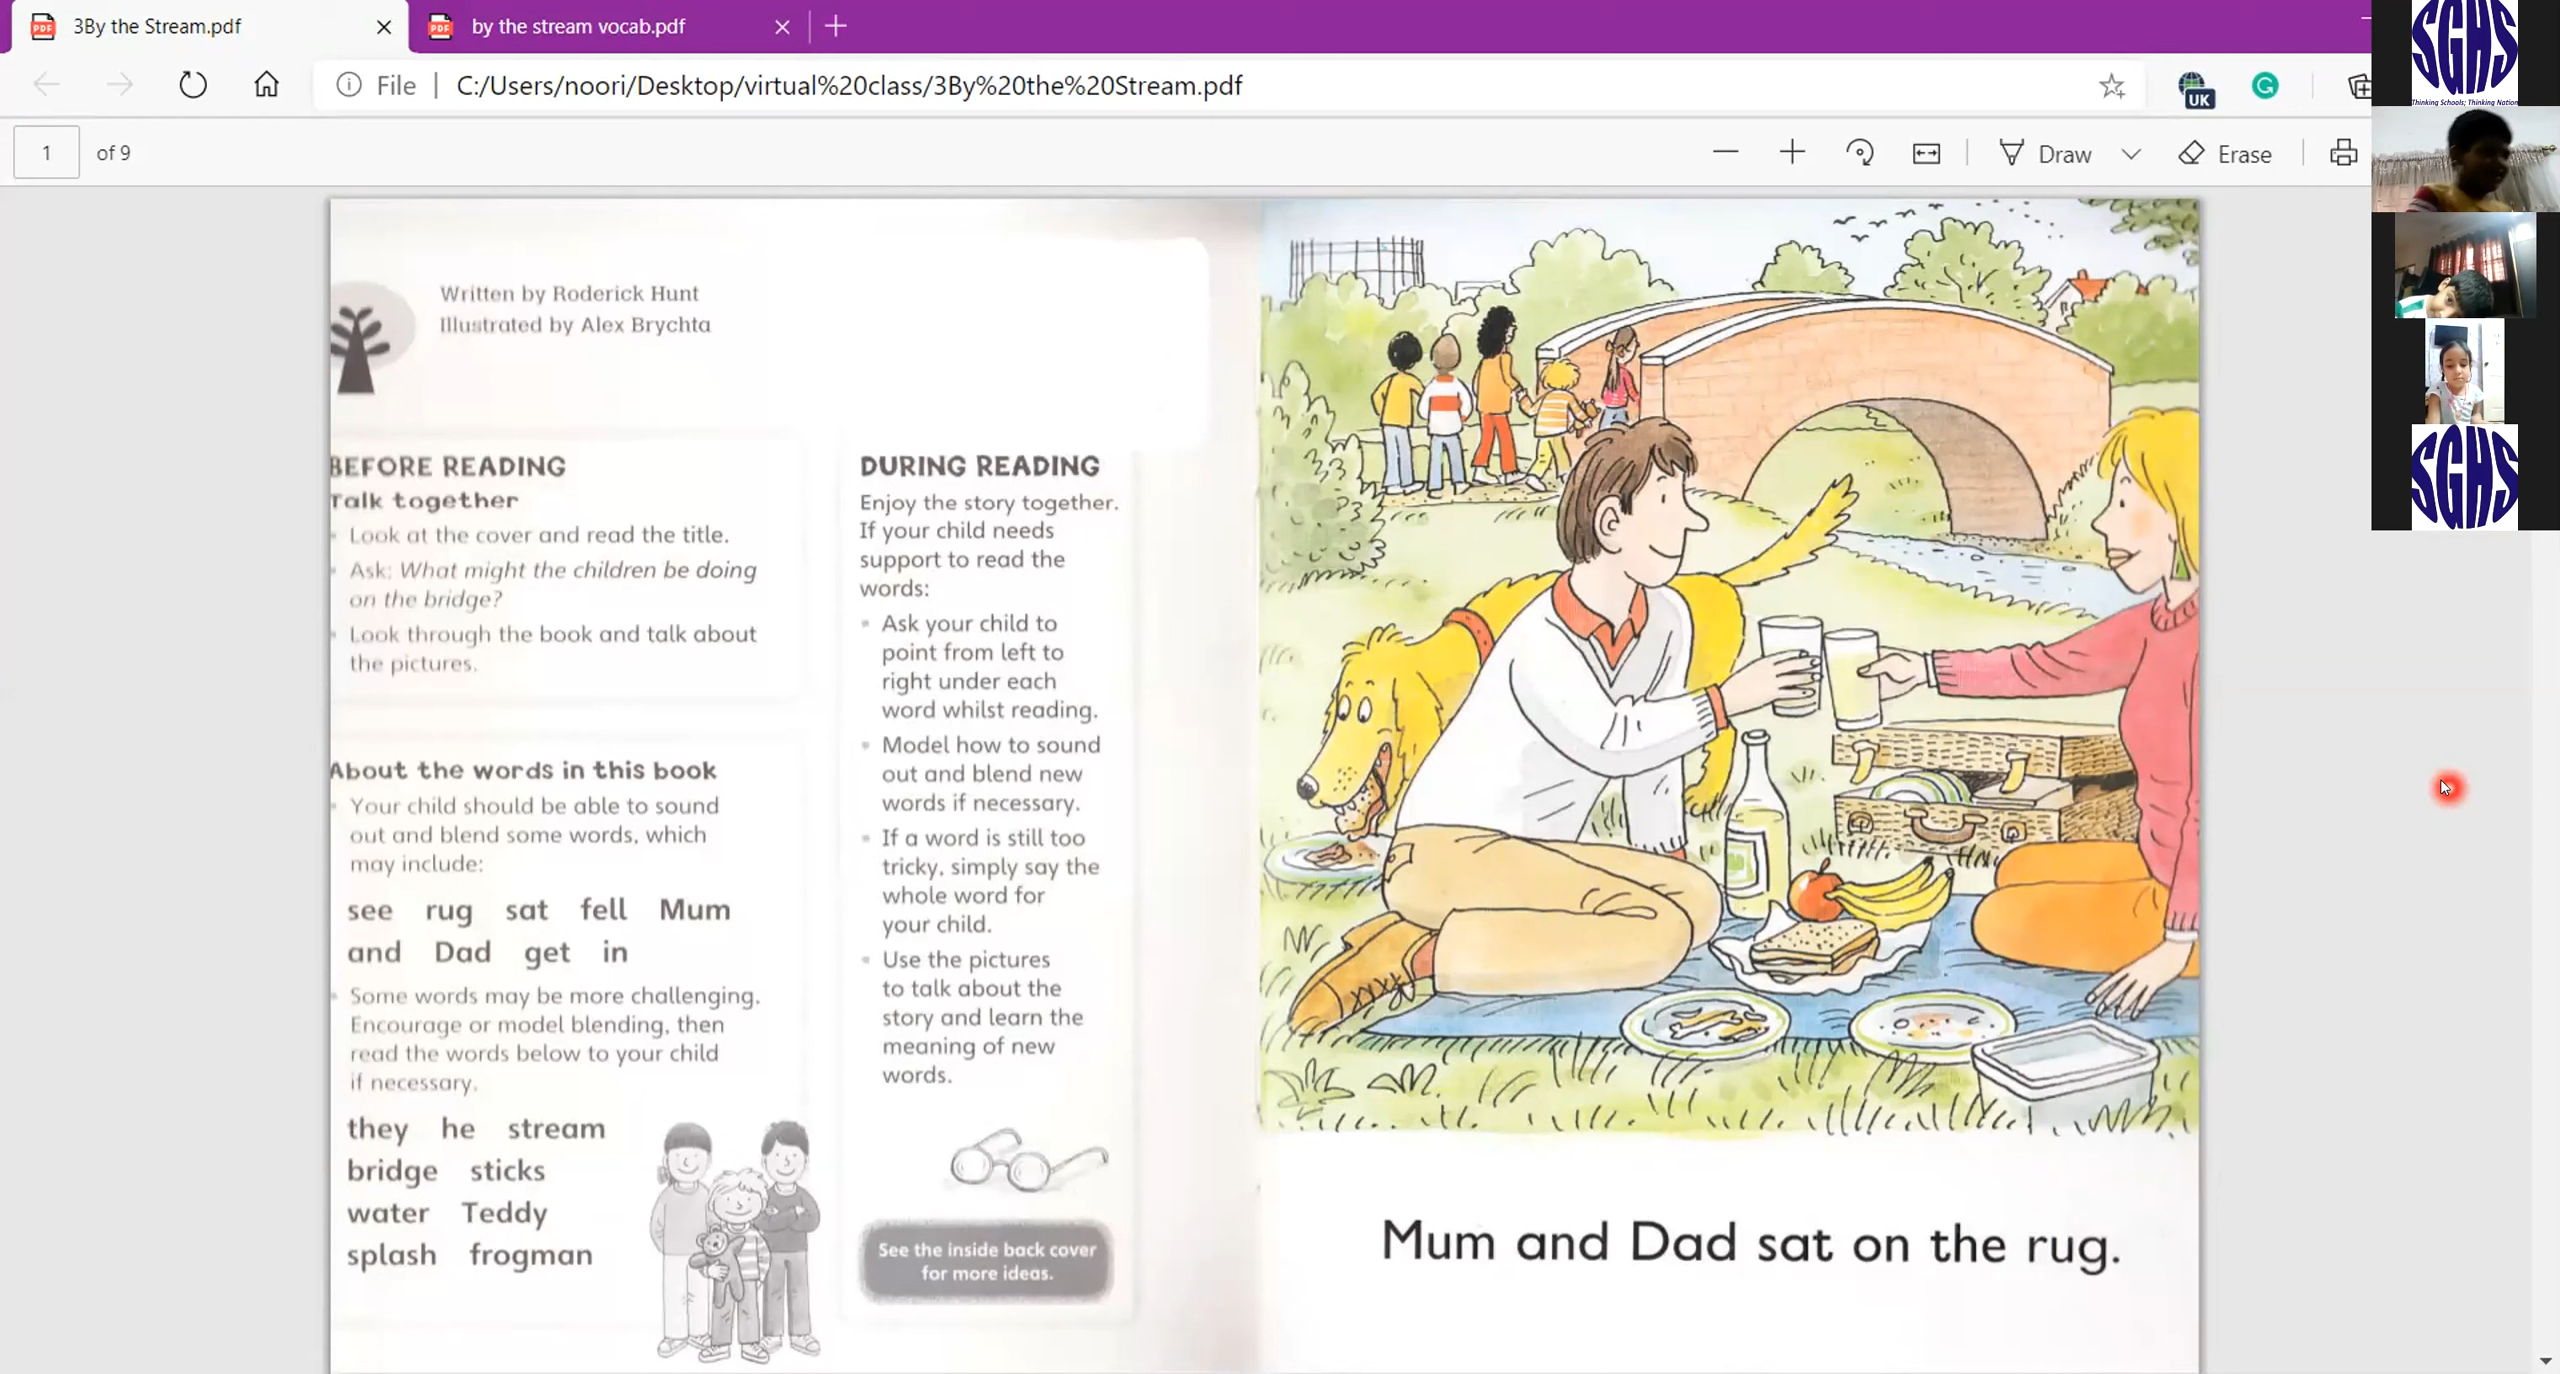 3By the Stream.pdf
by the stream vocab.pdf
File | C:/Users/noori/Desktop/virtual%20class/3By%20the%20Stream.pdf
UK
1 of 9
Draw
Erase
SGHS
Thinking Schools; Thinking Nation
SGHS
Written by Roderick Hunt
Illustrated by Alex Brychta
BEFORE READING
Talk together
Look at the cover and read the title.
Ask: What might the children be doing
on the bridge?
Look through the book and talk about
the pictures.
About the words in this book
Your child should be able to sound
out and blend some words, which
may include:
see rug sat fell Mum
and Dad get in
Some words may be more challenging.
Encourage or model blending, then
read the words below to your child
if necessary.
they he stream
bridge sticks
water Teddy
splash frogman
DURING READING
Enjoy the story together.
If your child needs
support to read the
words:
Ask your child to
point from left to
right under each
word whilst reading.
Model how to sound
out and blend new
words if necessary.
If a word is still too
tricky, simply say the
whole word for
your child.
Use the pictures
to talk about the
story and learn the
meaning of new
words.
See the inside back cover
for more ideas.
Mum and Dad sat on the rug.